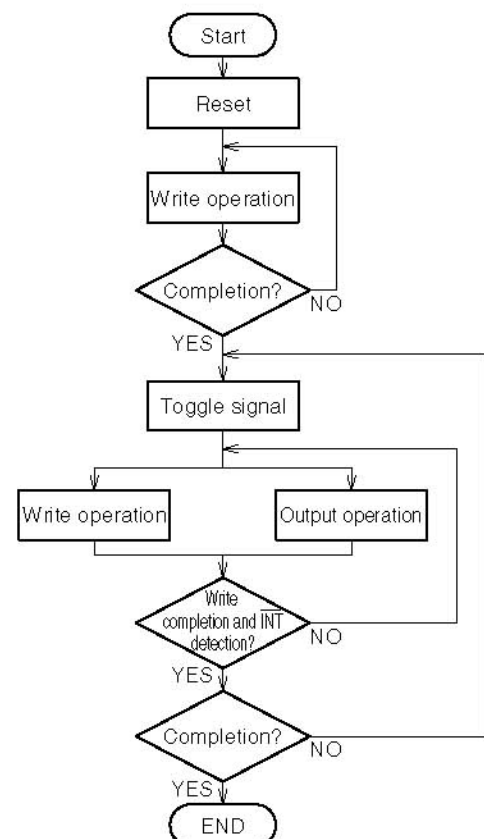 Start
Reset
Write operation
Completion?
NO
YES
Toggle signal
Write operation
Output operation
Write
completion and I̅N̅T̅
detection?
NO
YES
Completion?
NO
YES
END